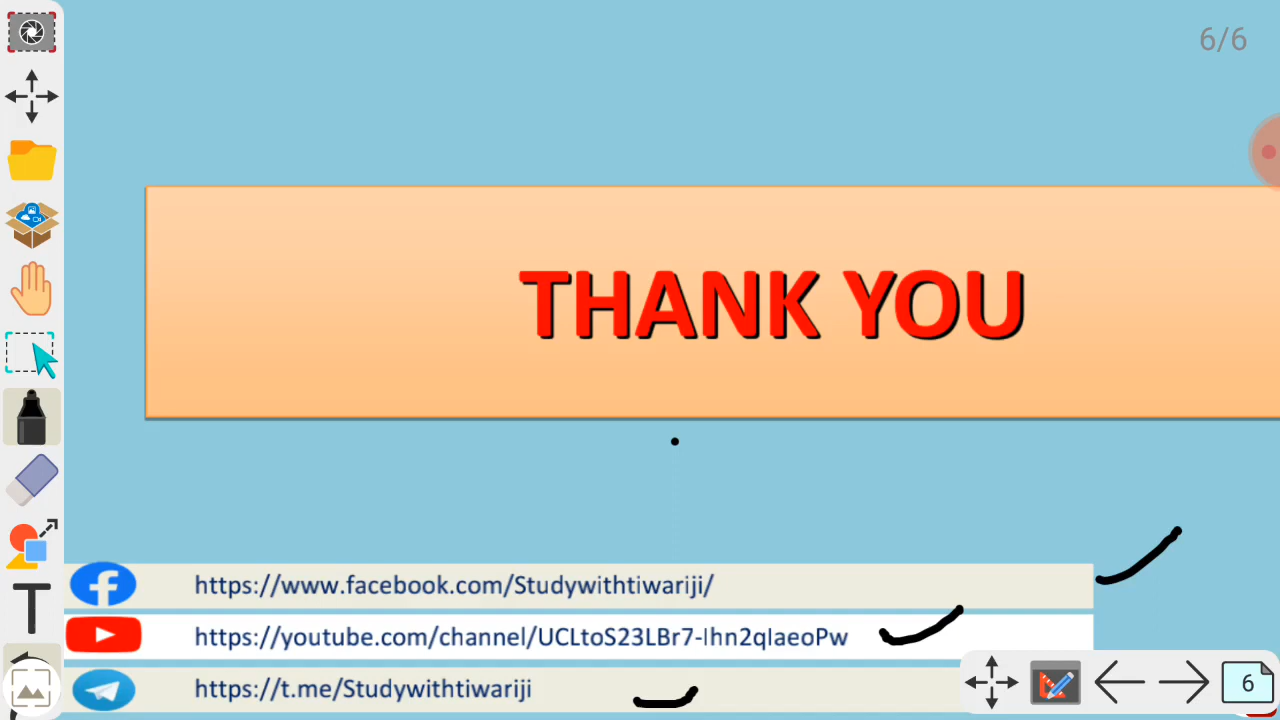 6/6
THANK YOU
https://www.facebook.com/Studywithtiwariji/
https://youtube.com/channel/UCLtoS23LBr7-Ihn2qIaeoPw
https://t.me/Studywithtiwariji
T
6